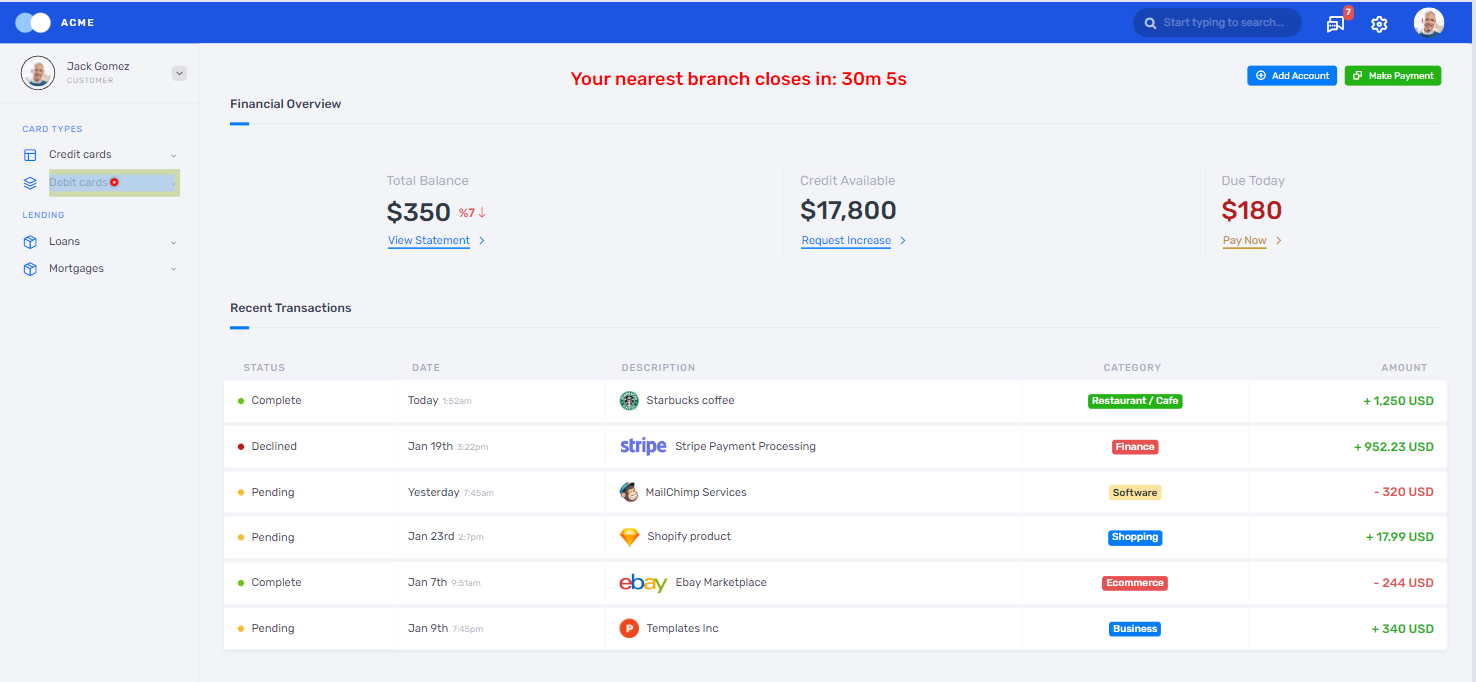 ACME
Start typing to search...
7
Jack Gomez
CUSTOMER
Your nearest branch closes in: 30m 5s
Add Account
Make Payment
CARD TYPES
Credit cards
Debit cards
LENDING
Loans
Mortgages
Financial Overview
Total Balance
$350 %7
View Statement
Credit Available
$17,800
Request Increase
Due Today
$180
Pay Now
Recent Transactions
STATUS DATE DESCRIPTION CATEGORY AMOUNT
Complete Today 1:52am Starbucks coffee Restaurant / Cafe + 1,250 USD
Declined Jan 19th 3:22pm stripe Stripe Payment Processing Finance + 952.23 USD
Pending Yesterday 7:45am MailChimp Services Software - 320 USD
Pending Jan 23rd 2:7pm Shopify product Shopping + 17.99 USD
Complete Jan 7th 9:51am ebay Ebay Marketplace Ecommerce - 244 USD
Pending Jan 9th 7:45pm P Templates Inc Business + 340 USD